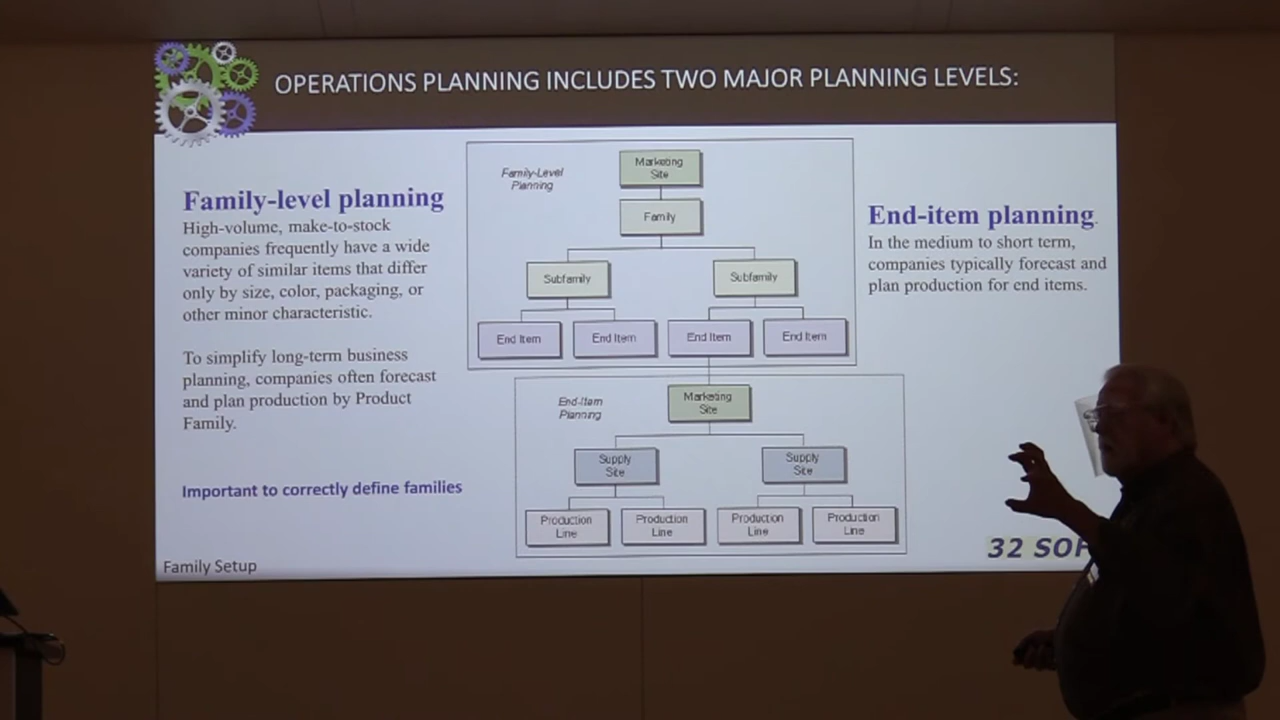 OPERATIONS PLANNING INCLUDES TWO MAJOR PLANNING LEVELS:
Family-level planning
High-volume, make-to-stock
companies frequently have a wide
variety of similar items that differ
only by size, color, packaging, or
other minor characteristic.
To simplify long-term business
planning, companies often forecast
and plan production by Product
Family.
Important to correctly define families
Family Setup
Family-Level
Planning
Marketing
Site
Family
Subfamily
Subfamily
End Item
End Item
End Item
End Item
End-Item
Planning
Marketing
Site
Supply
Site
Supply
Site
Production
Line
Production
Line
Production
Line
Production
Line
End-item planning.
In the medium to short term,
companies typically forecast and
plan production for end items.
32 SOF